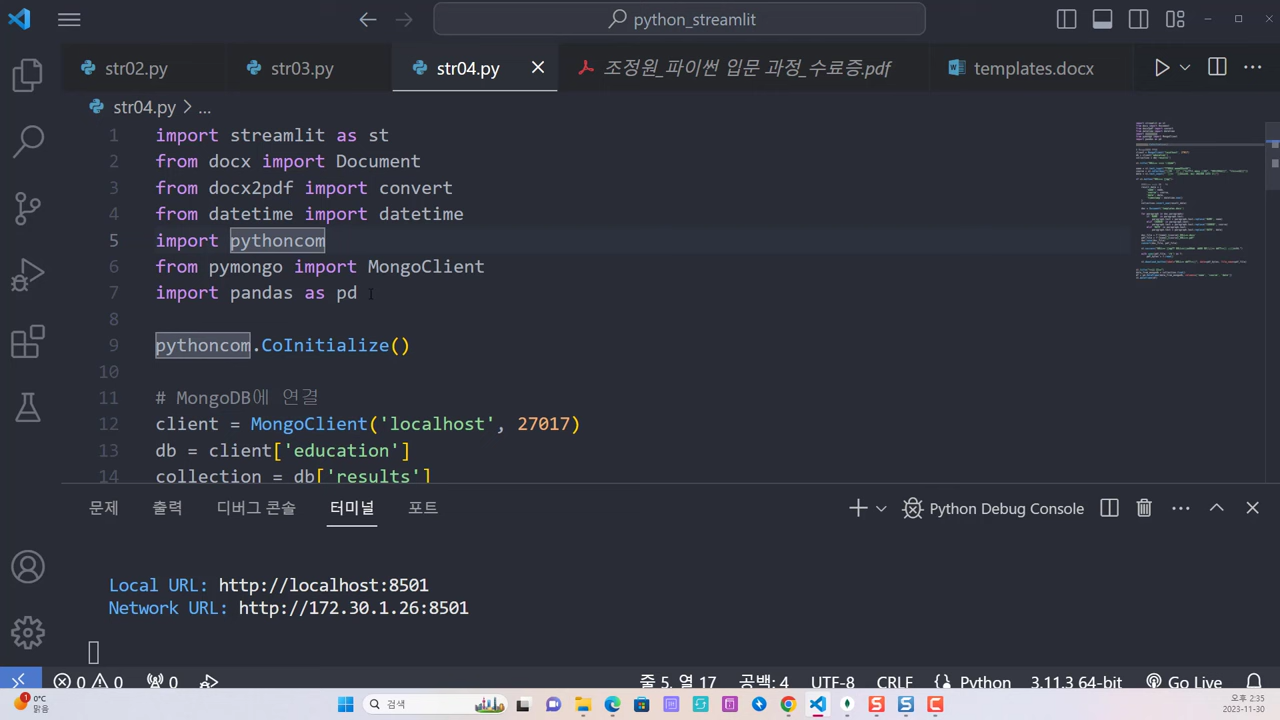 python_streamlit
str02.py
str03.py
str04.py
조정원_파이썬 입문 과정_수료증.pdf
templates.docx
str04.py > ...
1 import streamlit as st
2 from docx import Document
3 from docx2pdf import convert
4 from datetime import datetime
5 import pythoncom
6 from pymongo import MongoClient
7 import pandas as pd
8
9 pythoncom.CoInitialize()
10
11 # MongoDB에 연결
12 client = MongoClient('localhost', 27017)
13 db = client['education']
14 collection = db['results']
문제 출력 디버그 콘솔 터미널 포트 Python Debug Console
Local URL: http://localhost:8501
Network URL: http://172.30.1.26:8501
0 0 0 줄 5, 열 17 공백: 4 UTF-8 CRLF Python 3.11.3 64-bit Go Live
1
0°C
맑음
검색
오후 2:35
2023-11-30